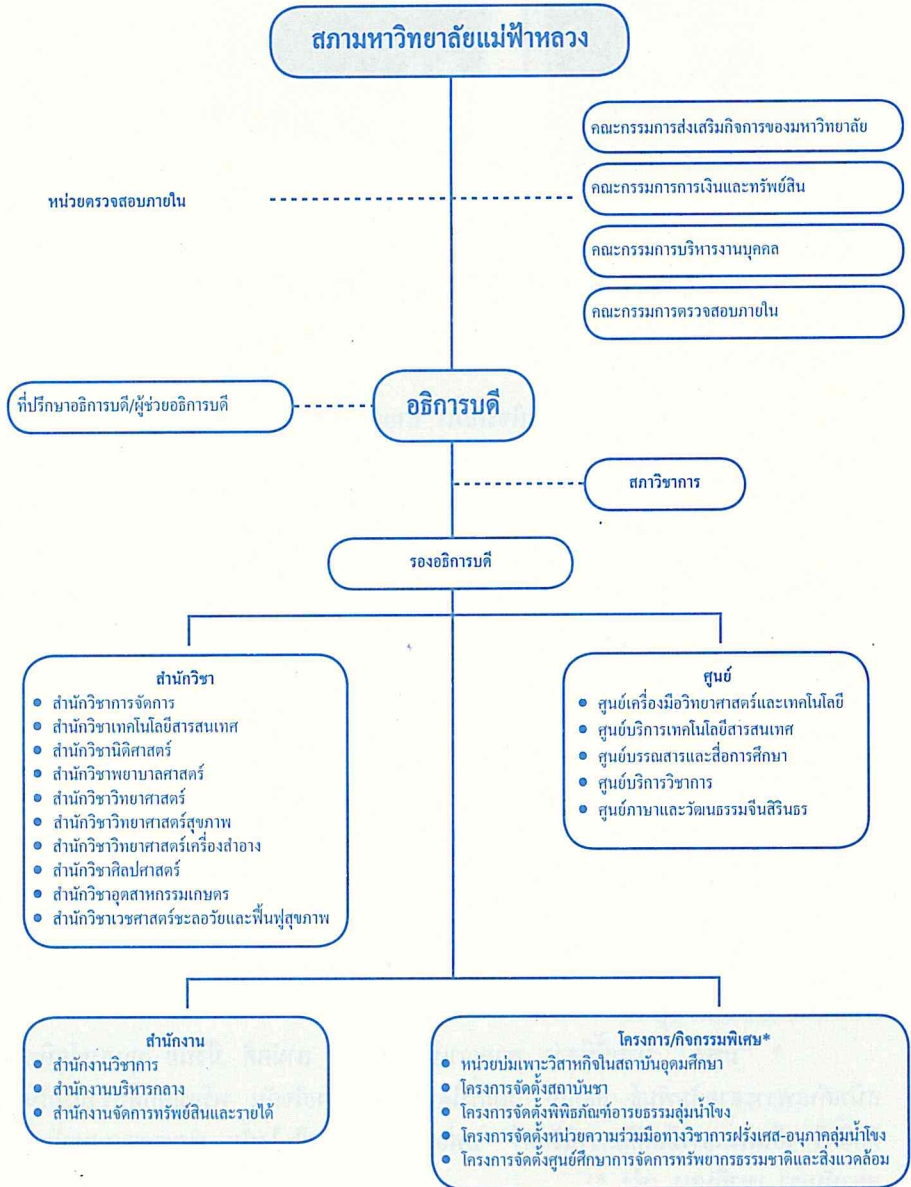 สภามหาวิทยาลัยแม่ฟ้าหลวง
คณะกรรมการส่งเสริมกิจการของมหาวิทยาลัย
คณะกรรมการการเงินและทรัพย์สิน
หน่วยตรวจสอบภายใน
คณะกรรมการบริหารงานบุคคล
คณะกรรมการตรวจสอบภายใน
ที่ปรึกษาอธิการบดี/ผู้ช่วยอธิการบดี
อธิการบดี
สภาวิชาการ
รองอธิการบดี
สำนักวิชา
สำนักวิชาการจัดการ
สำนักวิชาเทคโนโลยีสารสนเทศ
สำนักวิชานิติศาสตร์
สำนักวิชาพยาบาลศาสตร์
สำนักวิชาวิทยาศาสตร์
สำนักวิชาวิทยาศาสตร์สุขภาพ
สำนักวิชาวิทยาศาสตร์เครื่องสำอาง
สำนักวิชาศิลปศาสตร์
สำนักวิชาอุตสาหกรรมเกษตร
สำนักวิชาเวชศาสตร์ชะลอวัยและฟื้นฟูสุขภาพ
ศูนย์
ศูนย์เครื่องมือวิทยาศาสตร์และเทคโนโลยี
ศูนย์บริการเทคโนโลยีสารสนเทศ
ศูนย์บรรณสารและสื่อการศึกษา
ศูนย์บริการวิชาการ
ศูนย์ภาษาและวัฒนธรรมจีนสิรินธร
สำนักงาน
สำนักงานวิชาการ
สำนักงานบริหารกลาง
สำนักงานจัดการทรัพย์สินและรายได้
โครงการ/กิจกรรมพิเศษ*
หน่วยบ่มเพาะวิสาหกิจในสถาบันอุดมศึกษา
โครงการจัดตั้งสถาบันชา
โครงการจัดตั้งพิพิธภัณฑ์อารยธรรมลุ่มน้ำโขง
โครงการจัดตั้งหน่วยความร่วมมือทางวิชาการฝรั่งเศส-อนุภาคลุ่มน้ำโขง
โครงการจัดตั้งศูนย์ศึกษาการจัดการทรัพยากรธรรมชาติและสิ่งแวดล้อม